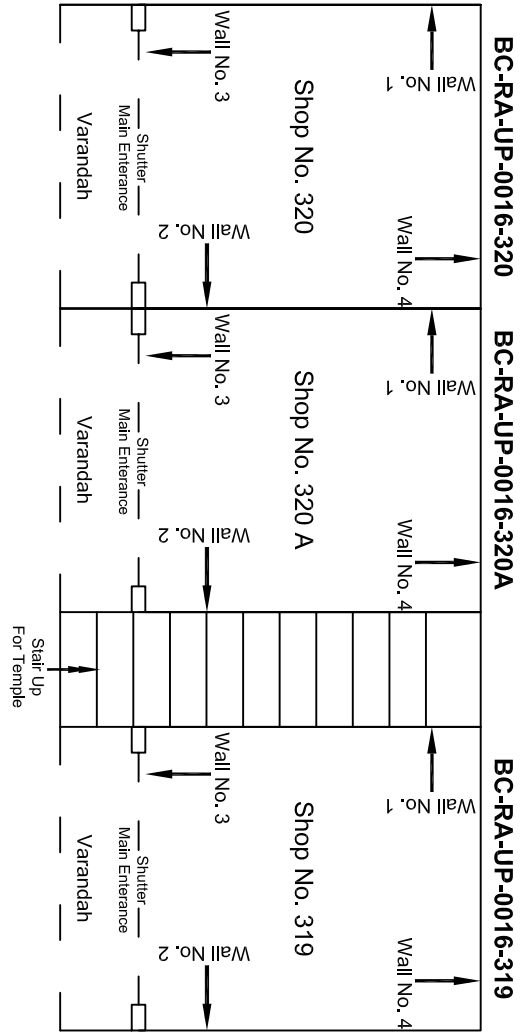 BC-RA-UP-0016-320
Wall No. 1
Wall No. 4
Shop No. 320
Wall No. 2
Wall No. 3
Shutter
Main Enterance
Varandah
BC-RA-UP-0016-320A
Wall No. 1
Wall No. 4
Shop No. 320 A
Wall No. 2
Wall No. 3
Shutter
Main Enterance
Varandah
Stair Up
For Temple
BC-RA-UP-0016-319
Wall No. 1
Wall No. 4
Shop No. 319
Wall No. 2
Wall No. 3
Shutter
Main Enterance
Varandah